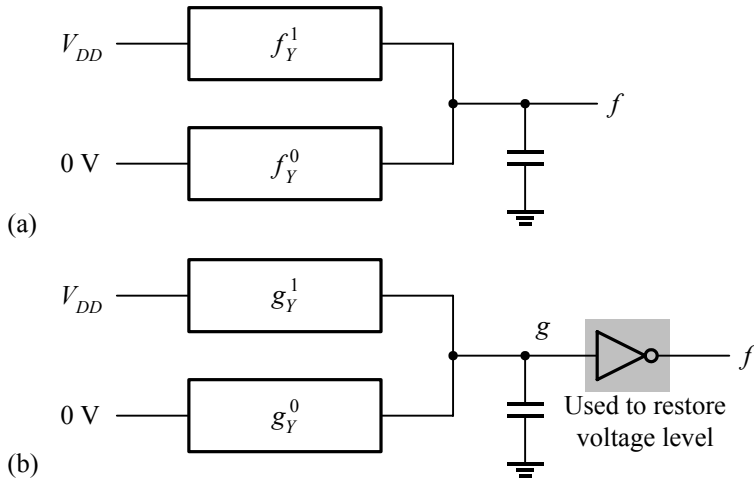 V_DD f_Y^1
f
0 V f_Y^0
(a)
V_DD g_Y^1
g
f
0 V g_Y^0
Used to restore
voltage level
(b)